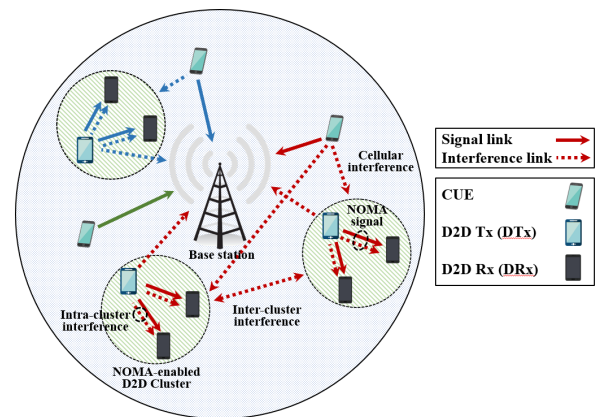 Cellular
interference
NOMA
signal
Base station
Intra-cluster
interference
Inter-cluster
interference
NOMA-enabled
D2D Cluster
Signal link
Interference link
CUE
D2D Tx (DTx)
D2D Rx (DRx)